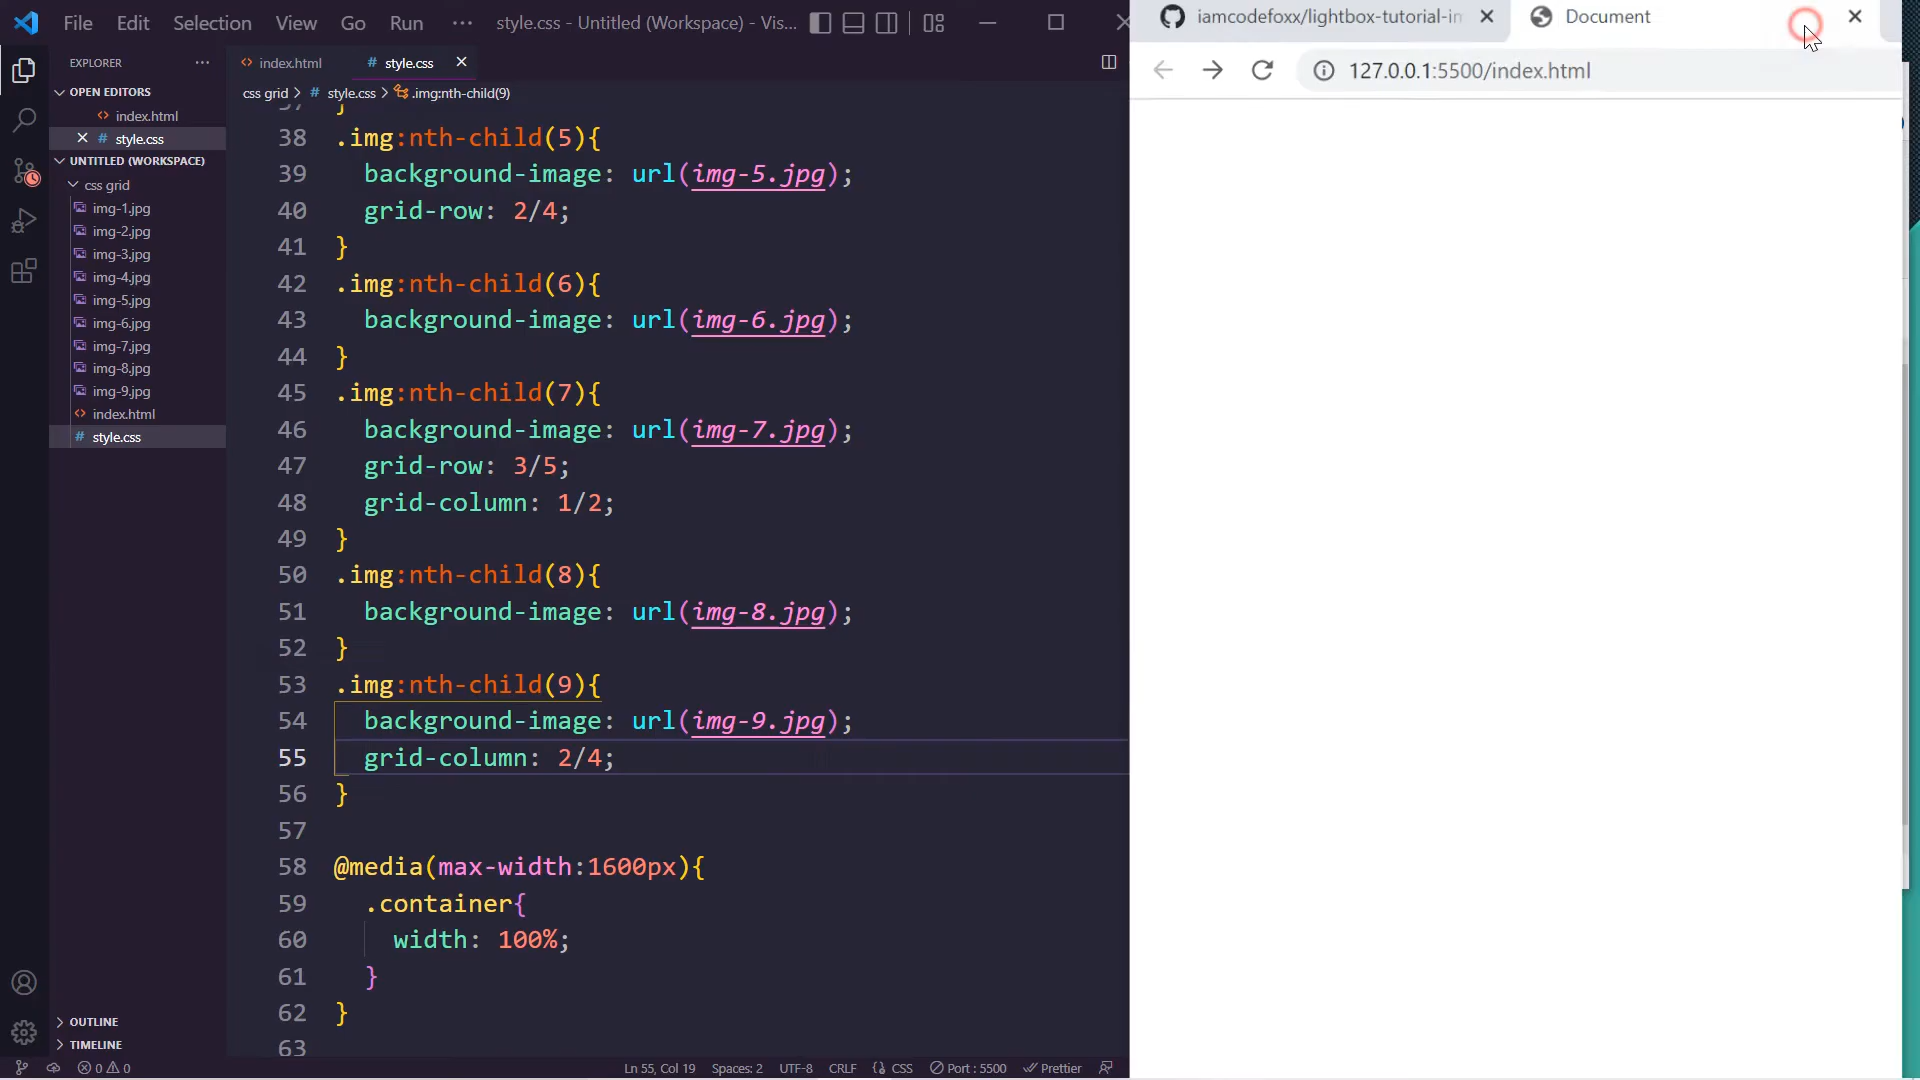 File Edit Selection View Go Run ··· style.css - Untitled (Workspace) - Vis...
EXPLORER ···
OPEN EDITORS
index.html
style.css
UNTITLED (WORKSPACE)
css grid
img-1.jpg
img-2.jpg
img-3.jpg
img-4.jpg
img-5.jpg
img-6.jpg
img-7.jpg
img-8.jpg
img-9.jpg
index.html
style.css
OUTLINE
TIMELINE
index.html # style.css
css grid > # style.css > .img:nth-child(9)
37 }
38 .img:nth-child(5){
39 background-image: url(img-5.jpg);
40 grid-row: 2/4;
41 }
42 .img:nth-child(6){
43 background-image: url(img-6.jpg);
44 }
45 .img:nth-child(7){
46 background-image: url(img-7.jpg);
47 grid-row: 3/5;
48 grid-column: 1/2;
49 }
50 .img:nth-child(8){
51 background-image: url(img-8.jpg);
52 }
53 .img:nth-child(9){
54 background-image: url(img-9.jpg);
55 grid-column: 2/4;
56 }
57
58 @media(max-width:1600px){
59 .container{
60 width: 100%;
61 }
62 }
63
0 0 Ln 55, Col 19 Spaces: 2 UTF-8 CRLF {} CSS Port : 5500 Prettier
iamcodefoxx/lightbox-tutorial-im Document
127.0.0.1:5500/index.html